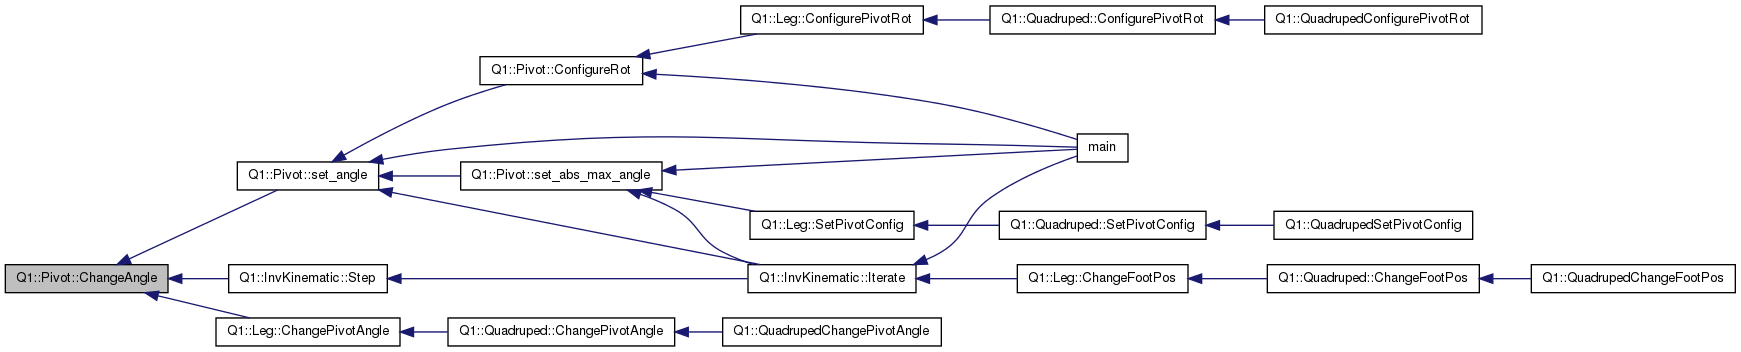 Q1::Leg::ConfigurePivotRot
Q1::Quadruped::ConfigurePivotRot
Q1::QuadrupedConfigurePivotRot
Q1::Pivot::ConfigureRot
main
Q1::Pivot::set_angle
Q1::Pivot::set_abs_max_angle
Q1::Leg::SetPivotConfig
Q1::Quadruped::SetPivotConfig
Q1::QuadrupedSetPivotConfig
Q1::Pivot::ChangeAngle
Q1::InvKinematic::Step
Q1::InvKinematic::Iterate
Q1::Leg::ChangeFootPos
Q1::Quadruped::ChangeFootPos
Q1::QuadrupedChangeFootPos
Q1::Leg::ChangePivotAngle
Q1::Quadruped::ChangePivotAngle
Q1::QuadrupedChangePivotAngle